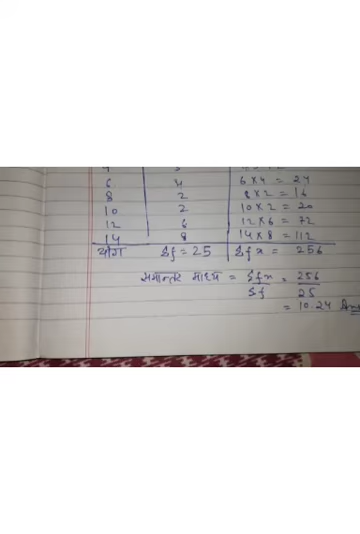 6 4 6 × 4 = 24
8 2 8 × 2 = 16
10 2 10 × 2 = 20
12 6 12 × 6 = 72
14 8 14 × 8 = 112
योग Σf = 25 Σfx = 256
समान्तर माध्य = Σfx = 256
Σf 25
= 10.24 Ans